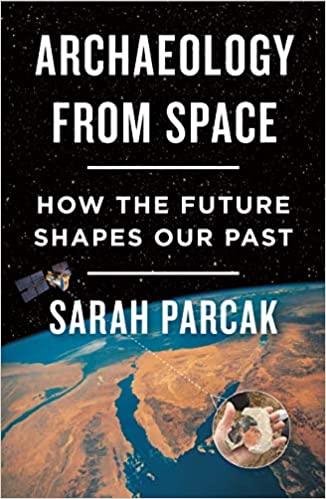 ARCHAEOLOGY
FROM SPACE
HOW THE FUTURE
SHAPES OUR PAST
SARAH PARCAK